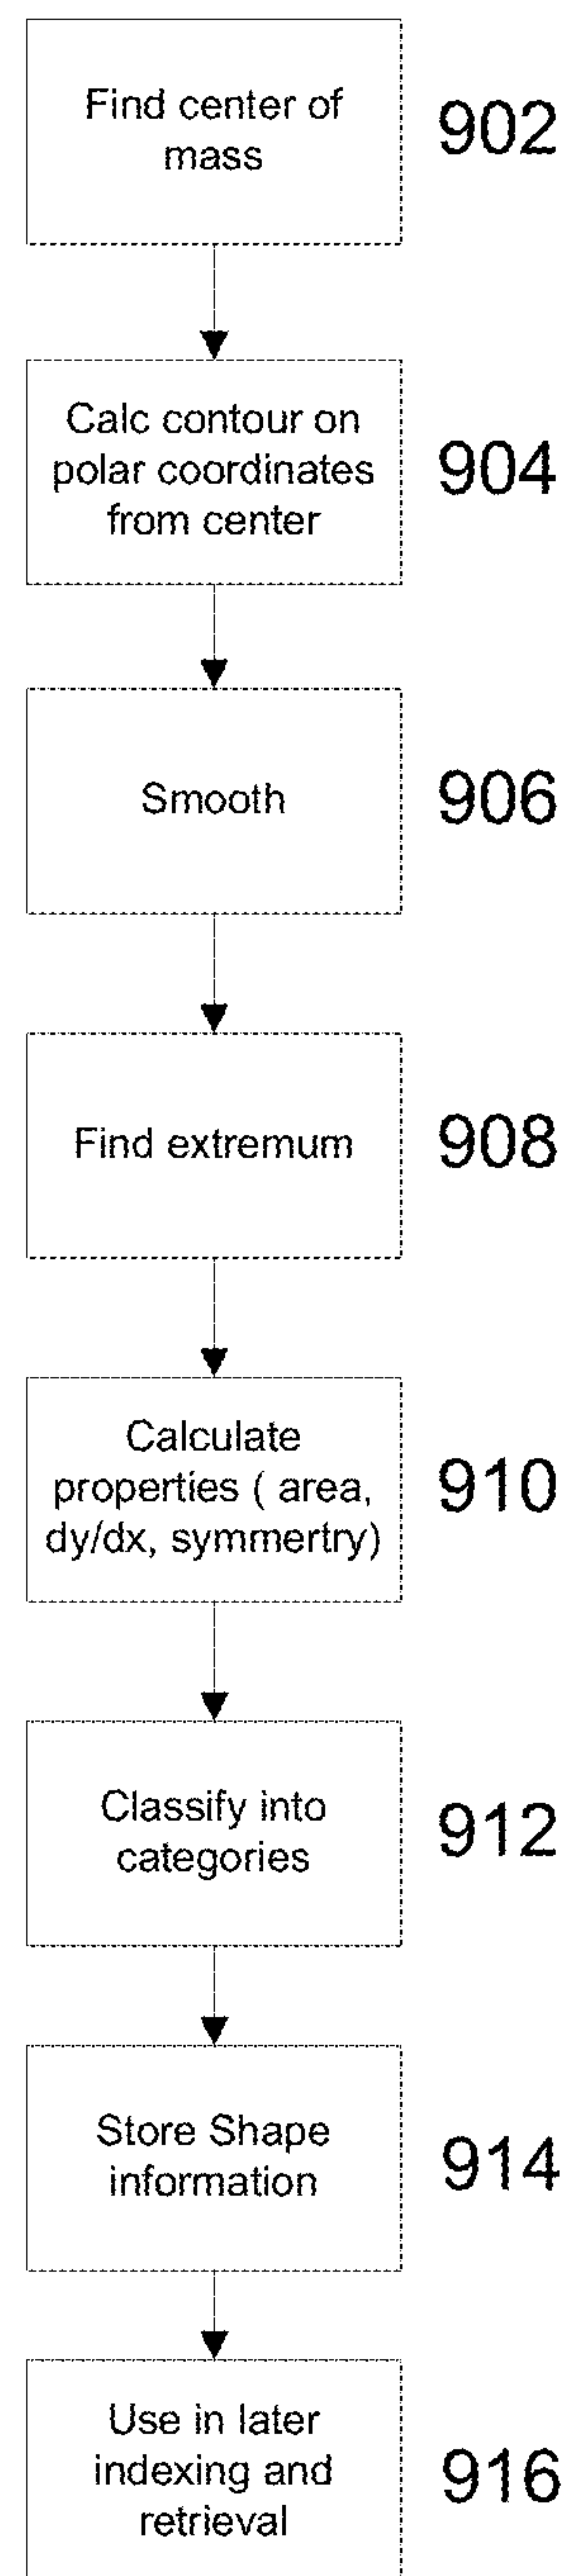 Find center of
mass
902
Calc contour on
polar coordinates
from center
904
Smooth
906
Find extremum
908
Calculate
properties ( area,
dy/dx, symmertry)
910
Classify into
categories
912
Store Shape
information
914
Use in later
indexing and
retrieval
916